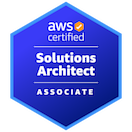 aws
certified
Solutions
Architect
ASSOCIATE